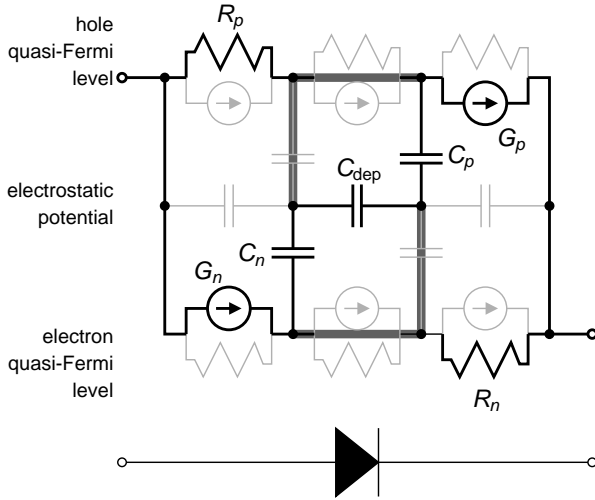 R_p
hole
quasi-Fermi
level
G_p
C_dep
C_p
electrostatic
potential
C_n
G_n
electron
quasi-Fermi
level
R_n